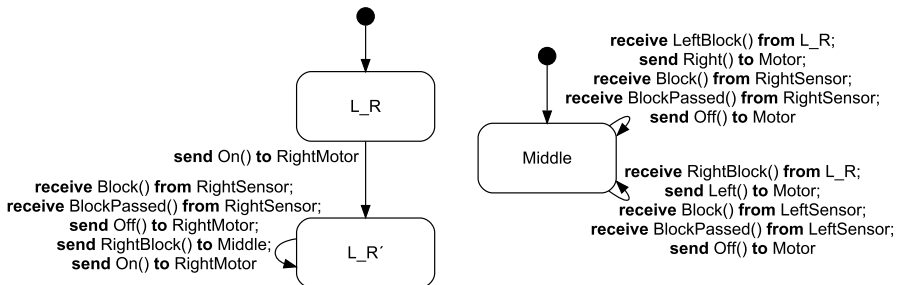 L_R
send On() to RightMotor
receive Block() from RightSensor;
receive BlockPassed() from RightSensor;
send Off() to RightMotor;
send RightBlock() to Middle;
send On() to RightMotor
L_R´
receive LeftBlock() from L_R;
send Right() to Motor;
receive Block() from RightSensor;
receive BlockPassed() from RightSensor;
send Off() to Motor
Middle
receive RightBlock() from L_R;
send Left() to Motor;
receive Block() from LeftSensor;
receive BlockPassed() from LeftSensor;
send Off() to Motor